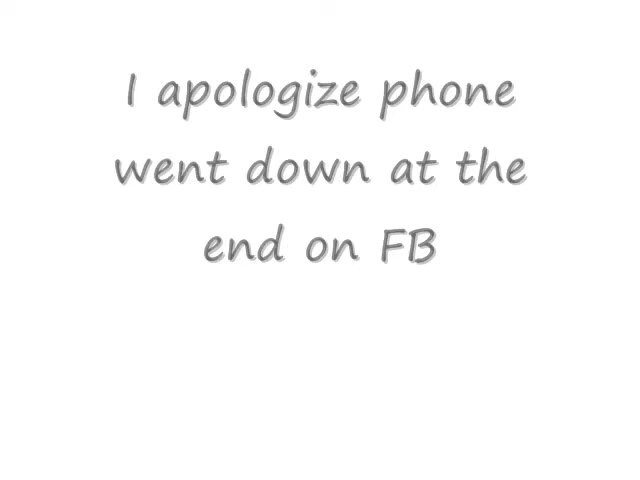 I apologize phone
went down at the
end on FB